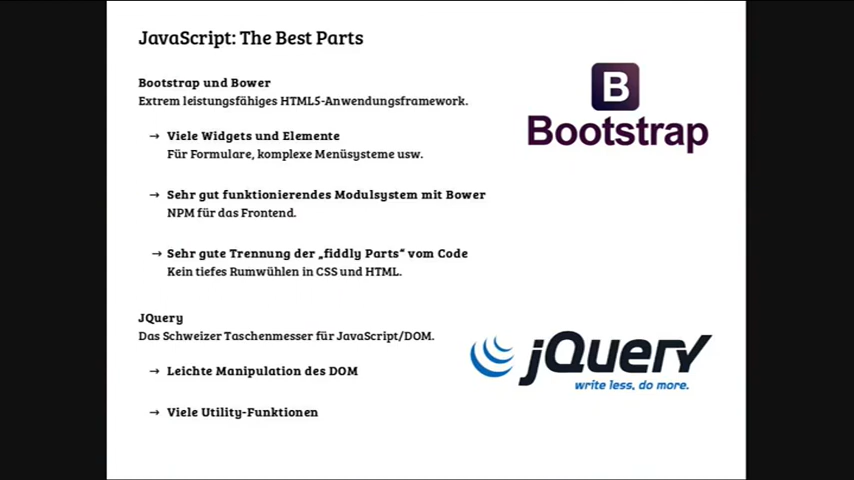 JavaScript: The Best Parts
Bootstrap und Bower
Extrem leistungsfähiges HTML5-Anwendungsframework.
→ Viele Widgets und Elemente
Für Formulare, komplexe Menüsysteme usw.
→ Sehr gut funktionierendes Modulsystem mit Bower
NPM für das Frontend.
→ Sehr gute Trennung der „fiddly Parts“ vom Code
Kein tiefes Rumwühlen in CSS und HTML.
B
Bootstrap
JQuery
Das Schweizer Taschenmesser für JavaScript/DOM.
→ Leichte Manipulation des DOM
→ Viele Utility-Funktionen
jQuery
write less, do more.